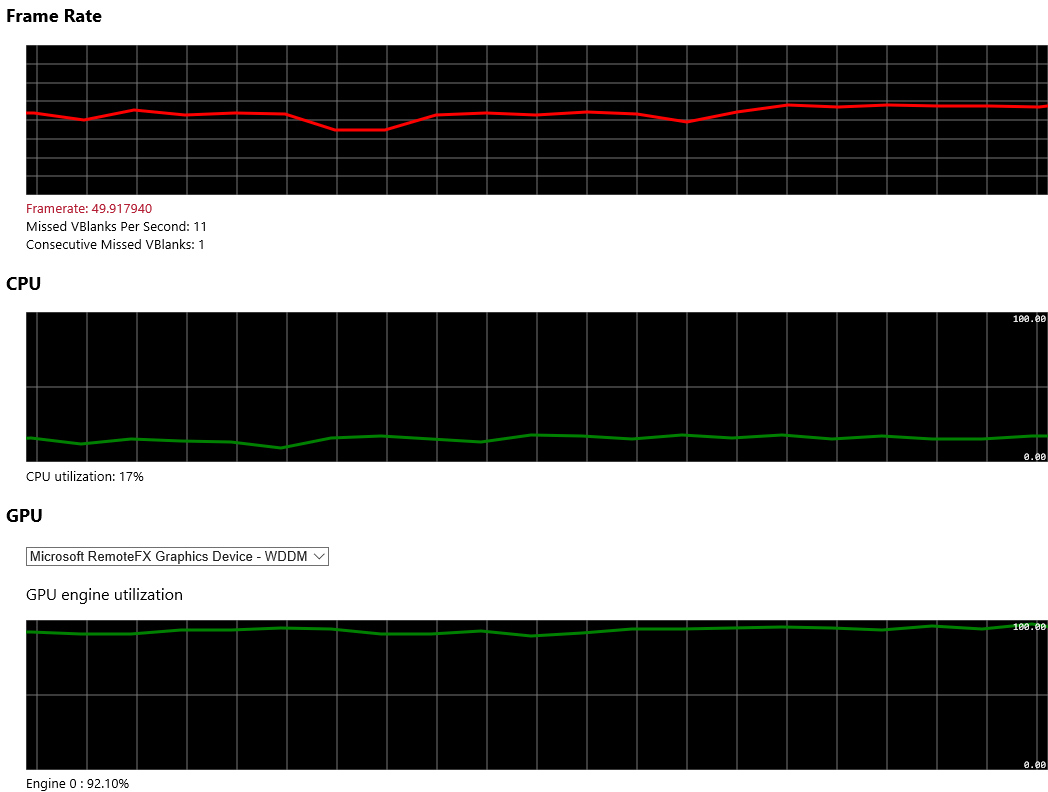 Frame Rate
Framerate: 49.917940
Missed VBlanks Per Second: 11
Consecutive Missed VBlanks: 1
CPU
100.00
0.00
CPU utilization: 17%
GPU
Microsoft RemoteFX Graphics Device - WDDM
GPU engine utilization
100.00
0.00
Engine 0 : 92.10%